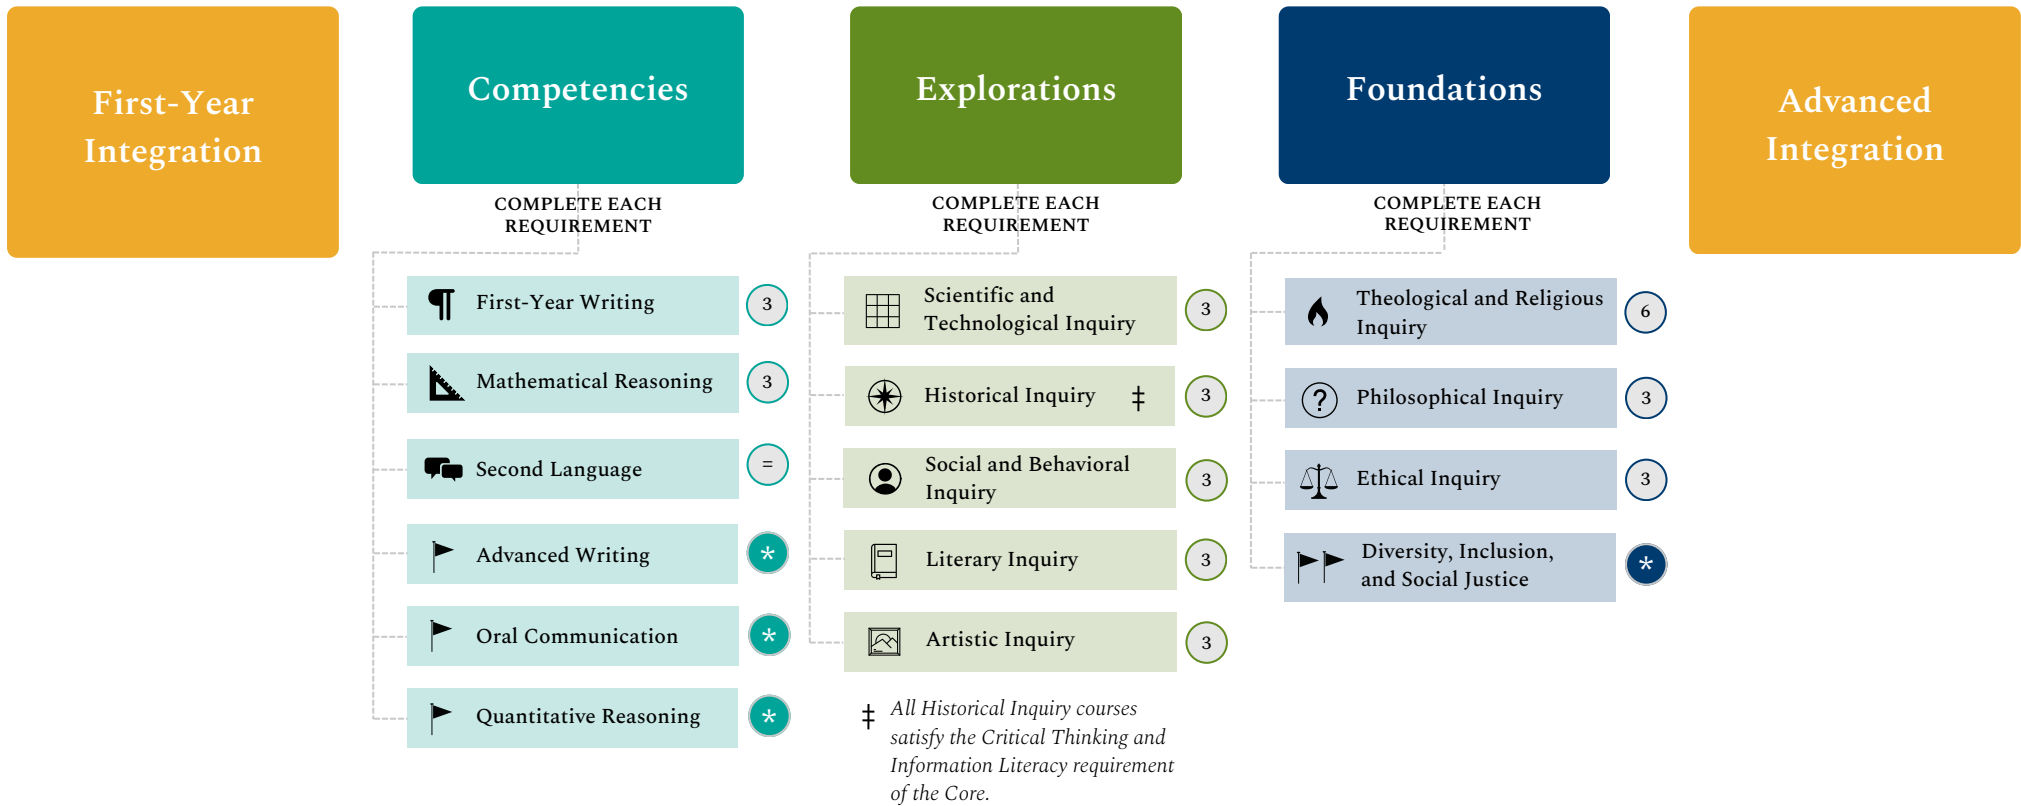 First-Year
Integration
Competencies
COMPLETE EACH
REQUIREMENT
First-Year Writing
3
Mathematical Reasoning
3
Second Language
=
Advanced Writing
*
Oral Communication
*
Quantitative Reasoning
*
Explorations
COMPLETE EACH
REQUIREMENT
Scientific and
Technological Inquiry
3
Historical Inquiry ‡
3
Social and Behavioral
Inquiry
3
Literary Inquiry
3
Artistic Inquiry
3
‡ All Historical Inquiry courses
satisfy the Critical Thinking and
Information Literacy requirement
of the Core.
Foundations
COMPLETE EACH
REQUIREMENT
Theological and Religious
Inquiry
6
Philosophical Inquiry
3
Ethical Inquiry
3
Diversity, Inclusion,
and Social Justice
*
Advanced
Integration